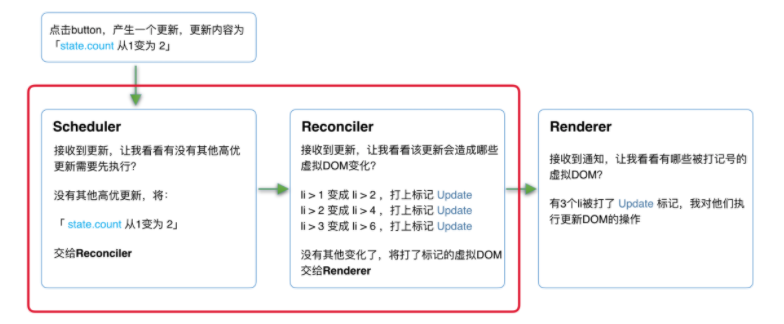 点击button，产生一个更新，更新内容为
「state.count 从1变为 2」
Scheduler
接收到更新，让我看看有没有其他高优
更新需要先执行？
没有其他高优更新，将：
「 state.count 从1变为 2」
交给Reconciler
Reconciler
接收到更新，让我看看该更新会造成哪些
虚拟DOM变化？
li > 1 变成 li > 2 ，打上标记 Update
li > 2 变成 li > 4 ，打上标记 Update
li > 3 变成 li > 6 ，打上标记 Update
没有其他变化了，将打了标记的虚拟DOM
交给Renderer
Renderer
接收到通知，让我看看有哪些被打记号的
虚拟DOM？
有3个li被打了 Update 标记，我对他们执
行更新DOM的操作